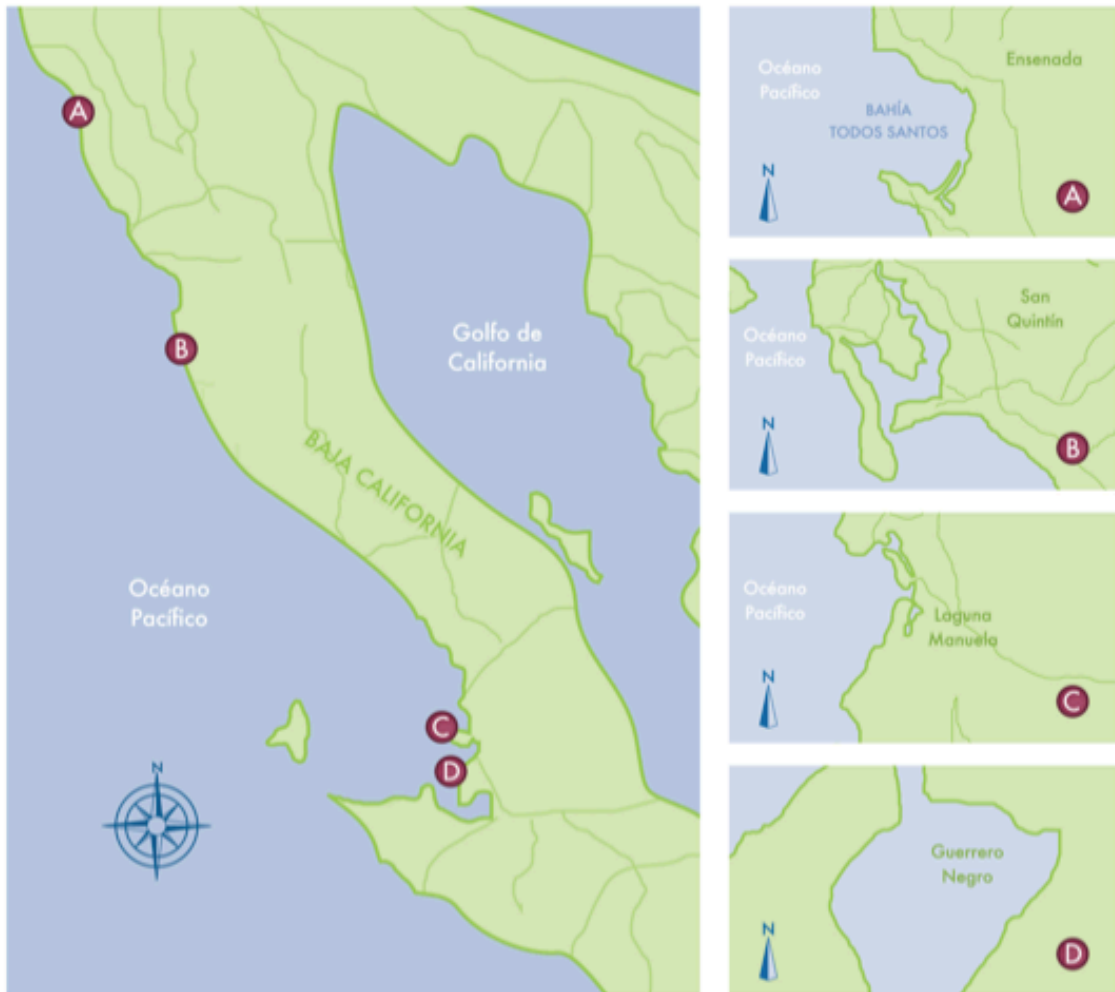 A
B
Golfo de
California
BAJA CALIFORNIA
Océano
Pacífico
C
D
N
Océano
Pacífico
Ensenada
BAHÍA
TODOS SANTOS
N
A
San
Quintín
Océano
Pacífico
N
B
Océano
Pacífico
Laguna
Manuela
N
C
Guerrero
Negro
N
D